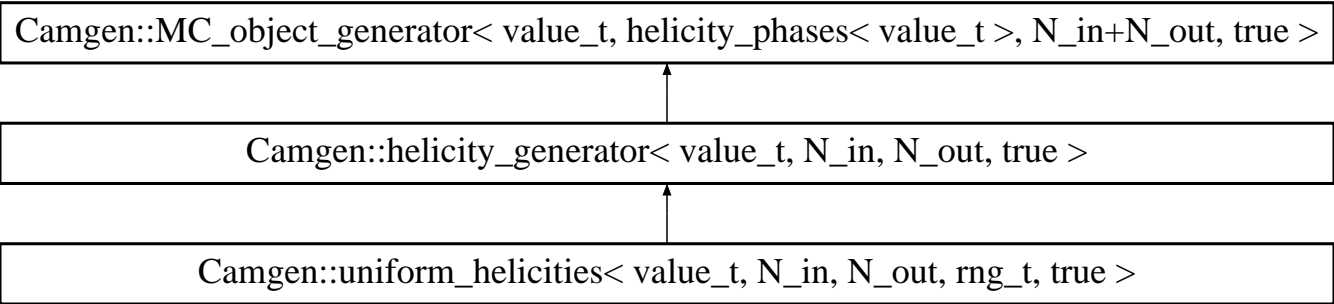 Camgen::MC_object_generator< value_t, helicity_phases< value_t >, N_in+N_out, true >
Camgen::helicity_generator< value_t, N_in, N_out, true >
Camgen::uniform_helicities< value_t, N_in, N_out, rng_t, true >